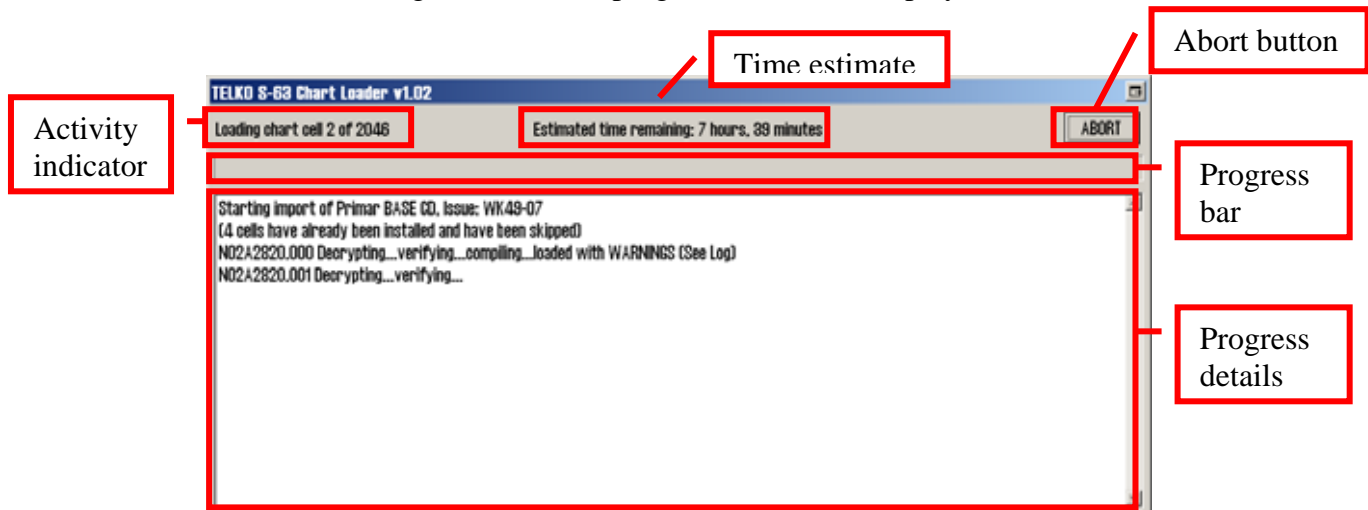 Abort button
Time estimate
TELKO S-63 Chart Loader v1.02
Activity
indicator
Loading chart cell 2 of 2046
Estimated time remaining: 7 hours, 39 minutes
ABORT
Progress
bar
Starting import of Primar BASE CD, Issue: WK49-07
(4 cells have already been installed and have been skipped)
NO2A2820.000 Decrypting...verifying...compiling...loaded with WARNINGS (See Log)
NO2A2820.001 Decrypting...verifying...
Progress
details